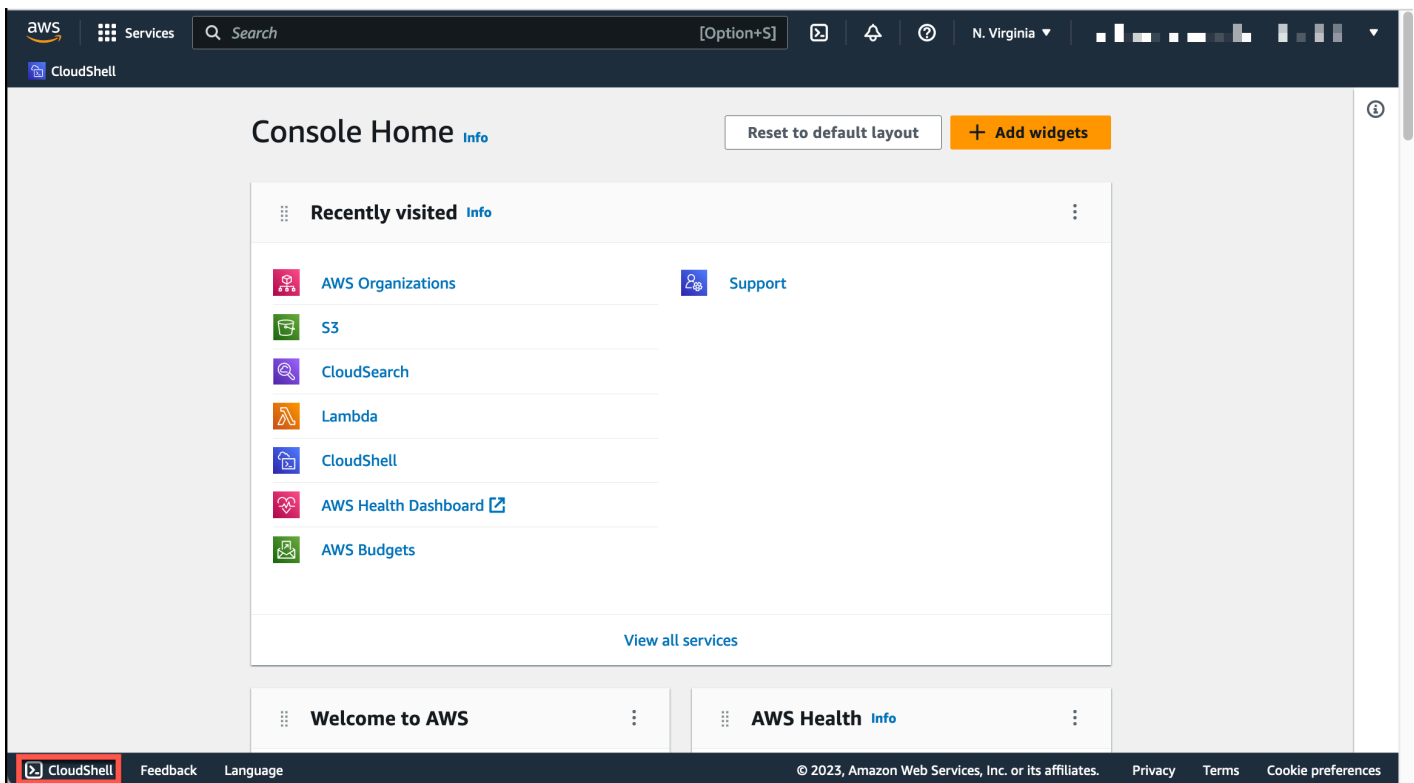 aws Services Search [Option+S] N. Virginia
CloudShell
Console Home Info Reset to default layout + Add widgets
Recently visited Info
AWS Organizations
S3
CloudSearch
Lambda
CloudShell
AWS Health Dashboard
AWS Budgets
Support
View all services
Welcome to AWS
AWS Health Info
CloudShell Feedback Language © 2023, Amazon Web Services, Inc. or its affiliates. Privacy Terms Cookie preferences